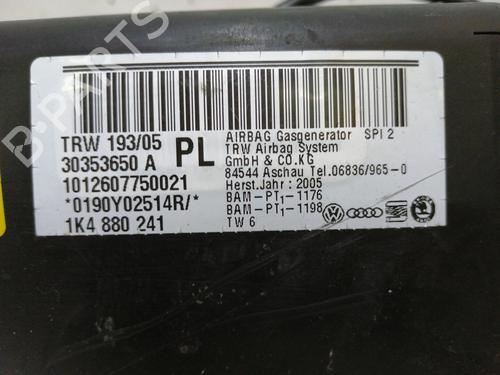 TRW 193/05
30353650 A
PL
1012607750021
*0190Y02514R/*
1K4 880 241
AIRBAG Gasgenerator SPI 2
TRW Airbag System
GmbH & CO.KG
84544 Aschau Tel.06836/965-0
Herst.Jahr : 2005
BAM-PT1-1176
BAM-PT1-1198
TW 6